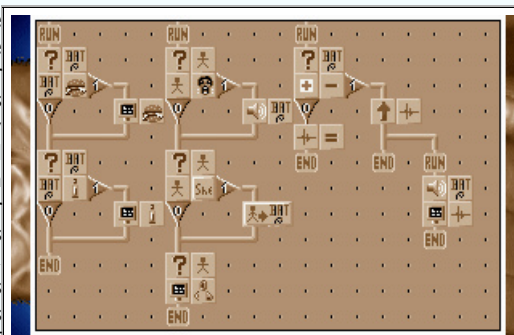 RUN RUN RUN
? BAT ? ? BAT
BAT 1 1 + - 1
0 0 BAT 0
=
? BAT ? END END RUN
BAT 1 She 1 BAT
0 0 BAT
END
END ?
END